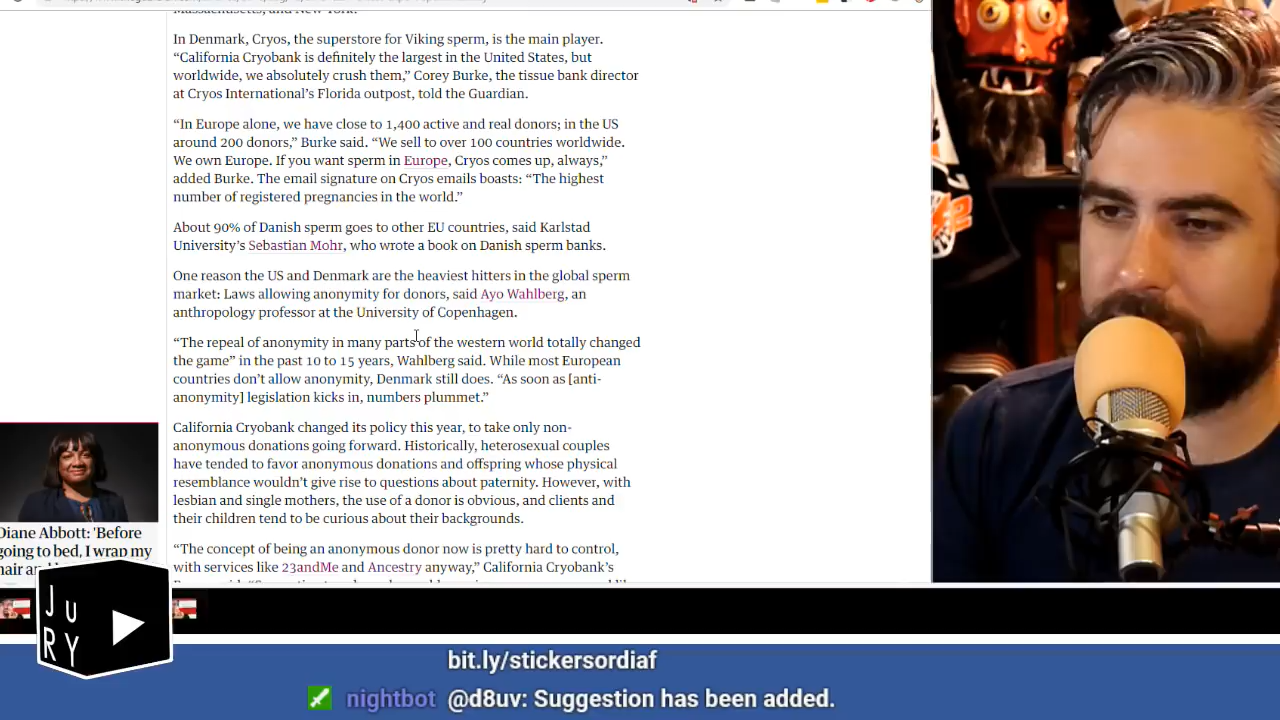 Massachusetts, and New York.
In Denmark, Cryos, the superstore for Viking sperm, is the main player.
“California Cryobank is definitely the largest in the United States, but
worldwide, we absolutely crush them,” Corey Burke, the tissue bank director
at Cryos International’s Florida outpost, told the Guardian.
“In Europe alone, we have close to 1,400 active and real donors; in the US
around 200 donors,” Burke said. “We sell to over 100 countries worldwide.
We own Europe. If you want sperm in Europe, Cryos comes up, always,”
added Burke. The email signature on Cryos emails boasts: “The highest
number of registered pregnancies in the world.”
About 90% of Danish sperm goes to other EU countries, said Karlstad
University’s Sebastian Mohr, who wrote a book on Danish sperm banks.
One reason the US and Denmark are the heaviest hitters in the global sperm
market: Laws allowing anonymity for donors, said Ayo Wahlberg, an
anthropology professor at the University of Copenhagen.
“The repeal of anonymity in many parts of the western world totally changed
the game” in the past 10 to 15 years, Wahlberg said. While most European
countries don’t allow anonymity, Denmark still does. “As soon as [anti-
anonymity] legislation kicks in, numbers plummet.”
California Cryobank changed its policy this year, to take only non-
anonymous donations going forward. Historically, heterosexual couples
have tended to favor anonymous donations and offspring whose physical
resemblance wouldn’t give rise to questions about paternity. However, with
lesbian and single mothers, the use of a donor is obvious, and clients and
their children tend to be curious about their backgrounds.
“The concept of being an anonymous donor now is pretty hard to control,
with services like 23andMe and Ancestry anyway,” California Cryobank’s
Diane Abbott: 'Before
going to bed, I wrap my
hair
JURY
bit.ly/stickersordiaf
nightbot @d8uv: Suggestion has been added.